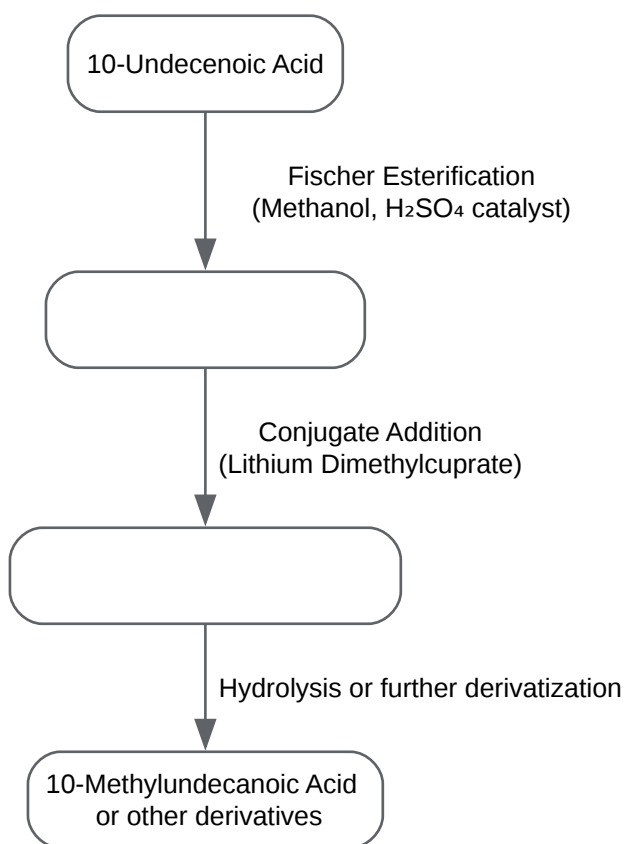 10-Undecenoic Acid
Fischer Esterification
(Methanol, H₂SO₄ catalyst)
Conjugate Addition
(Lithium Dimethylcuprate)
Hydrolysis or further derivatization
10-Methylundecanoic Acid
or other derivatives